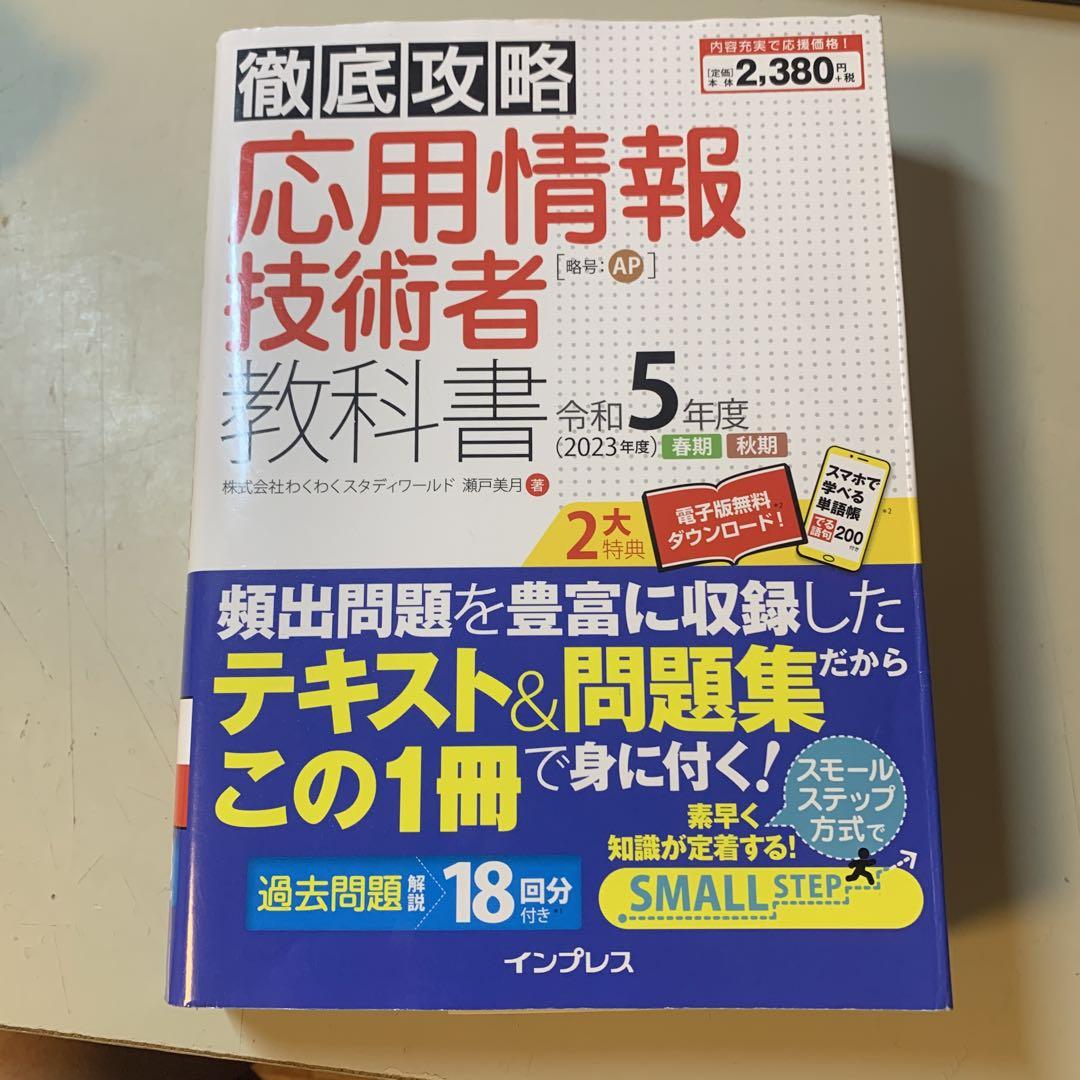 徹底攻略
内容充実で応援価格!
[定価]本体2,380円+税
応用情報
技術者
[略号:AP]
教科書
令和5年度
(2023年度) 春期 秋期
株式会社わくわくスタディワールド 瀬戸美月 著
2大特典
電子版無料
ダウンロード!
※2
スマホで
学べる
単語帳
でる語句200付き
※2
頻出問題を豊富に収録した
テキスト&問題集だから
この1冊で身に付く!
スモール
ステップ
方式で
素早く
知識が定着する!
過去問題解説 18回分付き※1
SMALL STEP
インプレス